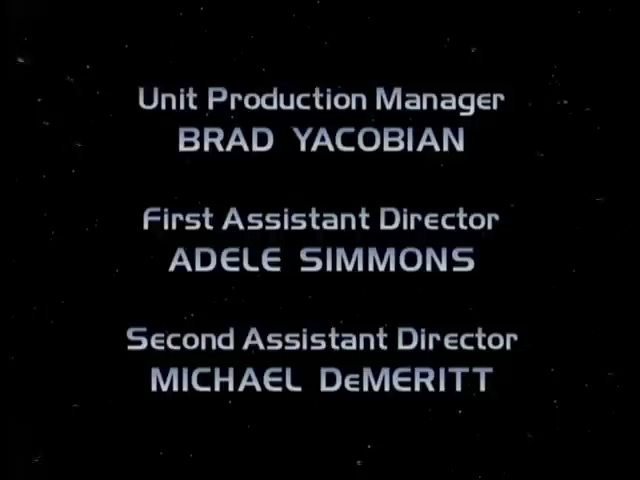 Unit Production Manager
BRAD YACOBIAN
First Assistant Director
ADELE SIMMONS
Second Assistant Director
MICHAEL DeMERITT